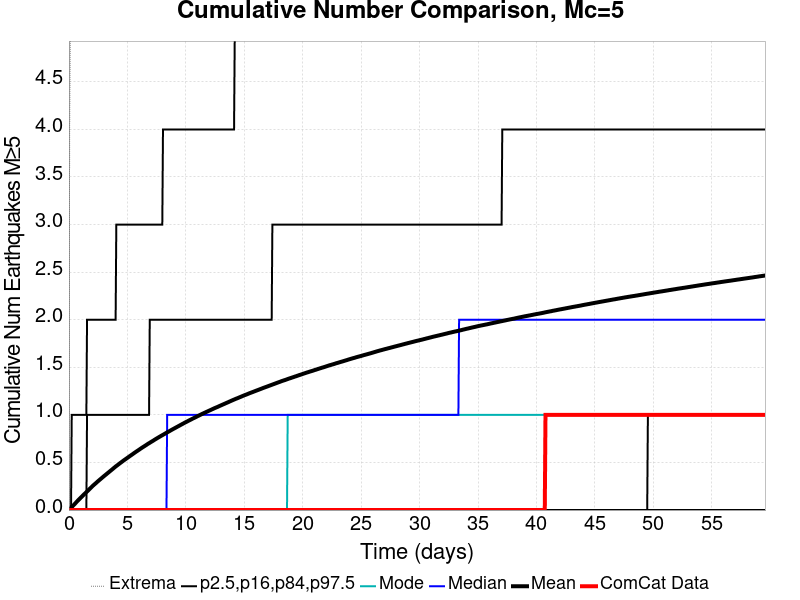 Cumulative Number Comparison, Mc=5
Cumulative Num Earthquakes M≥5
4.5
4.0
3.5
3.0
2.5
2.0
1.5
1.0
0.5
0.0
0 5 10 15 20 25 30 35 40 45 50 55
Time (days)
Extrema p2.5,p16,p84,p97.5 Mode Median Mean ComCat Data